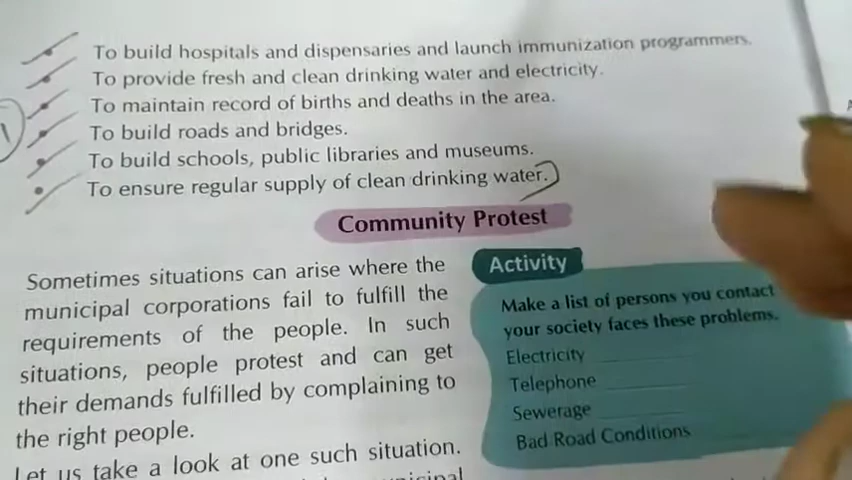 To build hospitals and dispensaries and launch immunization programmers.
To provide fresh and clean drinking water and electricity.
To maintain record of births and deaths in the area.
To build roads and bridges.
To build schools, public libraries and museums.
To ensure regular supply of clean drinking water.
Community Protest
Sometimes situations can arise where the
municipal corporations fail to fulfill the
requirements of the people. In such
situations, people protest and can get
their demands fulfilled by complaining to
the right people.
Let us take a look at one such situation.
Activity
Make a list of persons you contact
your society faces these problems.
Electricity
Telephone
Sewerage
Bad Road Conditions